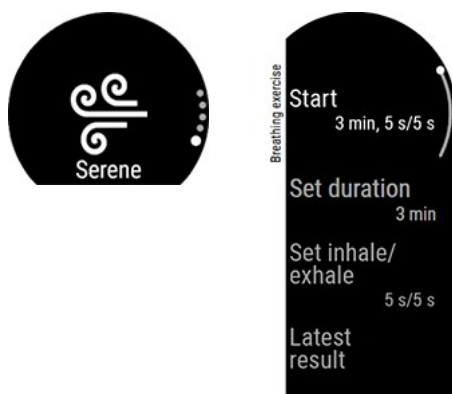 Serene
Breathing exercise
Start
3 min, 5 s/5 s
Set duration
3 min
Set inhale/
exhale
5 s/5 s
Latest
result